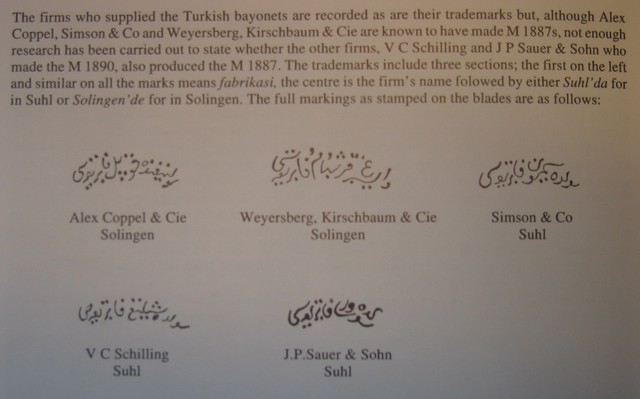 The firms who supplied the Turkish bayonets are recorded as are their trademarks but, although Alex
Coppel, Simson & Co and Weyersberg, Kirschbaum & Cie are known to have made M 1887s, not enough
research has been carried out to state whether the other firms, V C Schilling and J P Sauer & Sohn who
made the M 1890, also produced the M 1887. The trademarks include three sections; the first on the left
and similar on all the marks means fabrikasi, the centre is the firm's name folowed by either Suhl'da for
in Suhl or Solingen'de for in Solingen. The full markings as stamped on the blades are as follows:
Alex Coppel & Cie
Solingen
Weyersberg, Kirschbaum & Cie
Solingen
Simson & Co
Suhl
V C Schilling
Suhl
J.P.Sauer & Sohn
Suhl